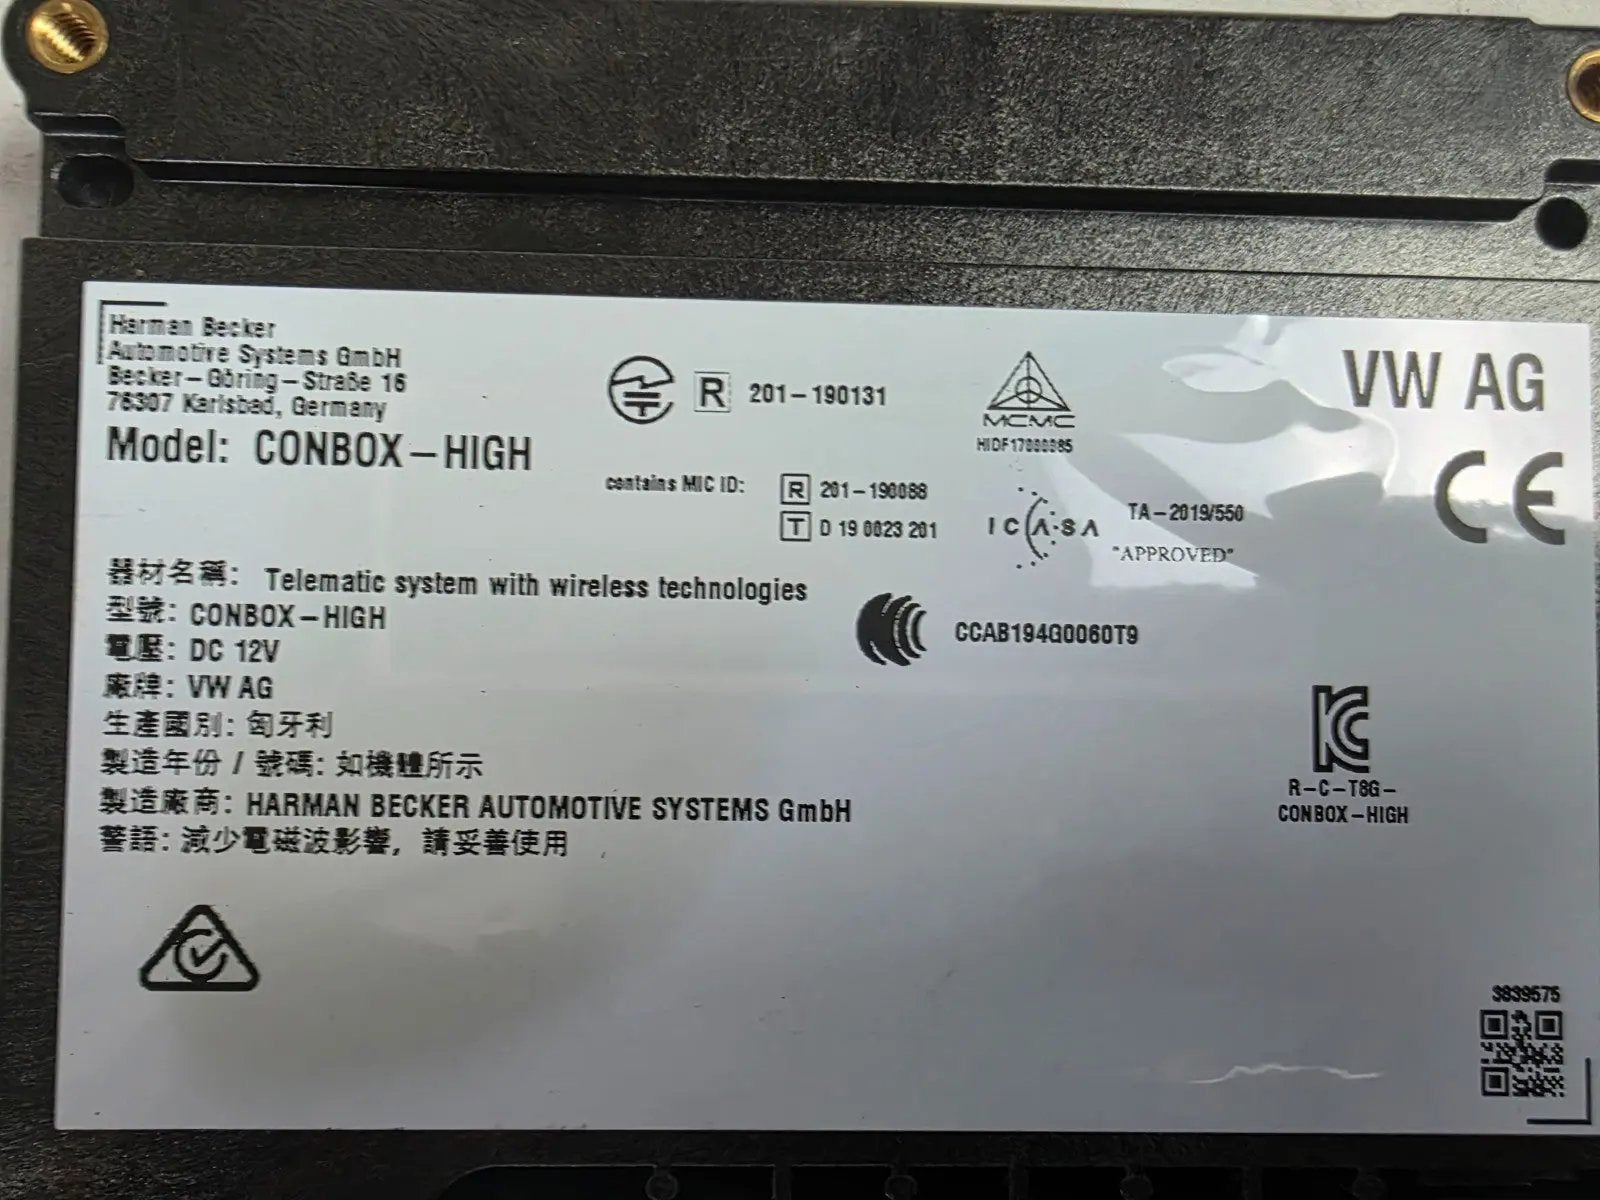 Harman Becker
Automotive Systems GmbH
Becker-Göring-Straße 16
76307 Karlsbad, Germany
Model: CONBOX-HIGH
R 201-190131
contains MIC ID:
R 201-190088
T D 19 0023 201
MCMC
ICASA
TA-2019/550
"APPROVED"
VW AG
CE
器材名稱: Telematic system with wireless technologies
型號: CONBOX-HIGH
電壓: DC 12V
廠牌: VW AG
生產國別: 匈牙利
製造年份 / 號碼: 如機體所示
製造廠商: HARMAN BECKER AUTOMOTIVE SYSTEMS GmbH
警語: 減少電磁波影響，請妥善使用
CCAB194G0060T9
R-C-T8G-
CONBOX-HIGH
3839575